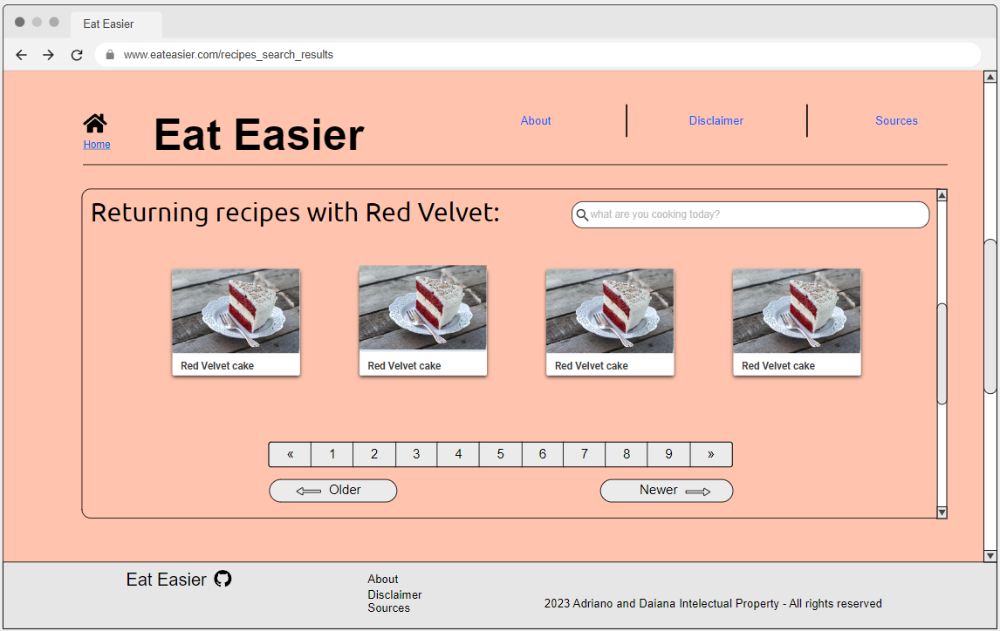 Eat Easier
www.eateasier.com/recipes_search_results
Home
Eat Easier
About
Disclaimer
Sources
Returning recipes with Red Velvet:
what are you cooking today?
Red Velvet cake
Red Velvet cake
Red Velvet cake
Red Velvet cake
« 1 2 3 4 5 6 7 8 9 »
Older
Newer
Eat Easier
About
Disclaimer
Sources
2023 Adriano and Daiana Intelectual Property - All rights reserved